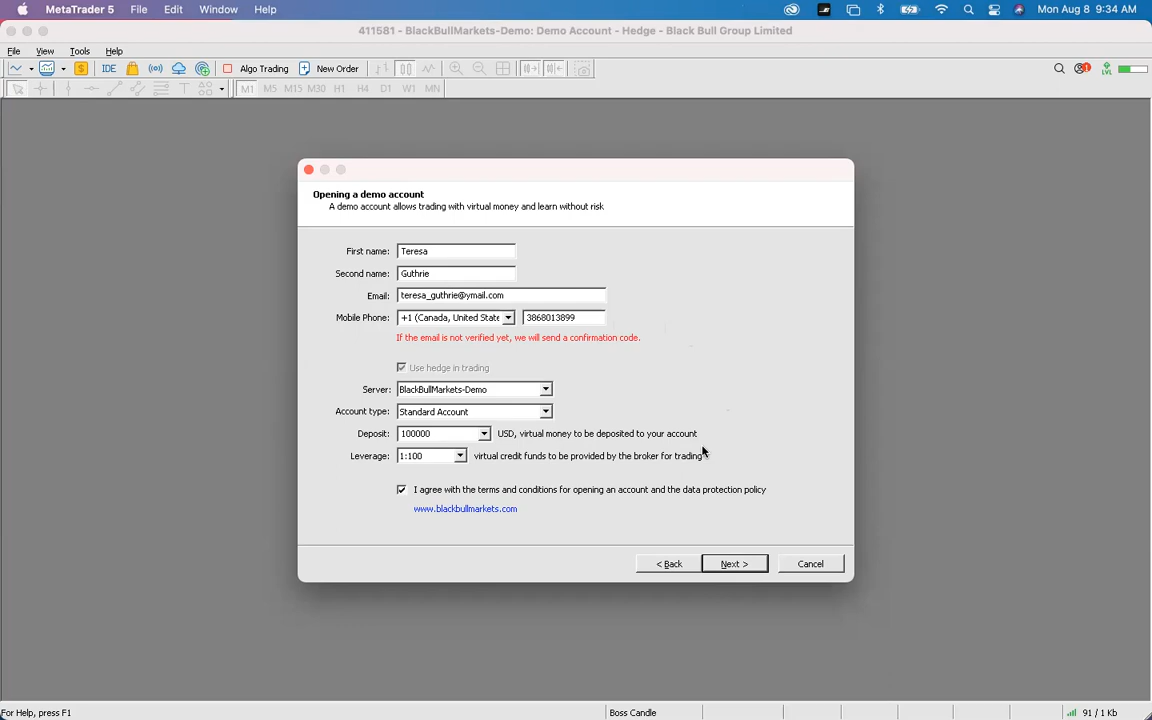 MetaTrader 5 File Edit Window Help Mon Aug 8 9:34 AM
411581 - BlackBullMarkets-Demo: Demo Account - Hedge - Black Bull Group Limited
File View Tools Help
IDE Algo Trading New Order
M1 M5 M15 M30 H1 H4 D1 W1 MN
Opening a demo account
A demo account allows trading with virtual money and learn without risk
First name: Teresa
Second name: Guthrie
Email: teresa_guthrie@ymail.com
Mobile Phone: +1 (Canada, United State 3868013899
If the email is not verified yet, we will send a confirmation code.
Use hedge in trading
Server: BlackBullMarkets-Demo
Account type: Standard Account
Deposit: 100000 USD, virtual money to be deposited to your account
Leverage: 1:100 virtual credit funds to be provided by the broker for trading
I agree with the terms and conditions for opening an account and the data protection policy
www.blackbullmarkets.com
< Back Next > Cancel
For Help, press F1 Boss Candle 91 / 1 Kb